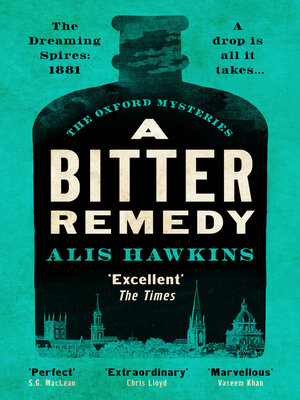 The
Dreaming
Spires:
1881
A
drop is
all it
takes...
THE OXFORD MYSTERIES
A
BITTER
REMEDY
ALIS HAWKINS
'Excellent'
The Times
'Perfect'
S.G. MacLean
'Extraordinary'
Chris Lloyd
'Marvellous'
Vaseem Khan